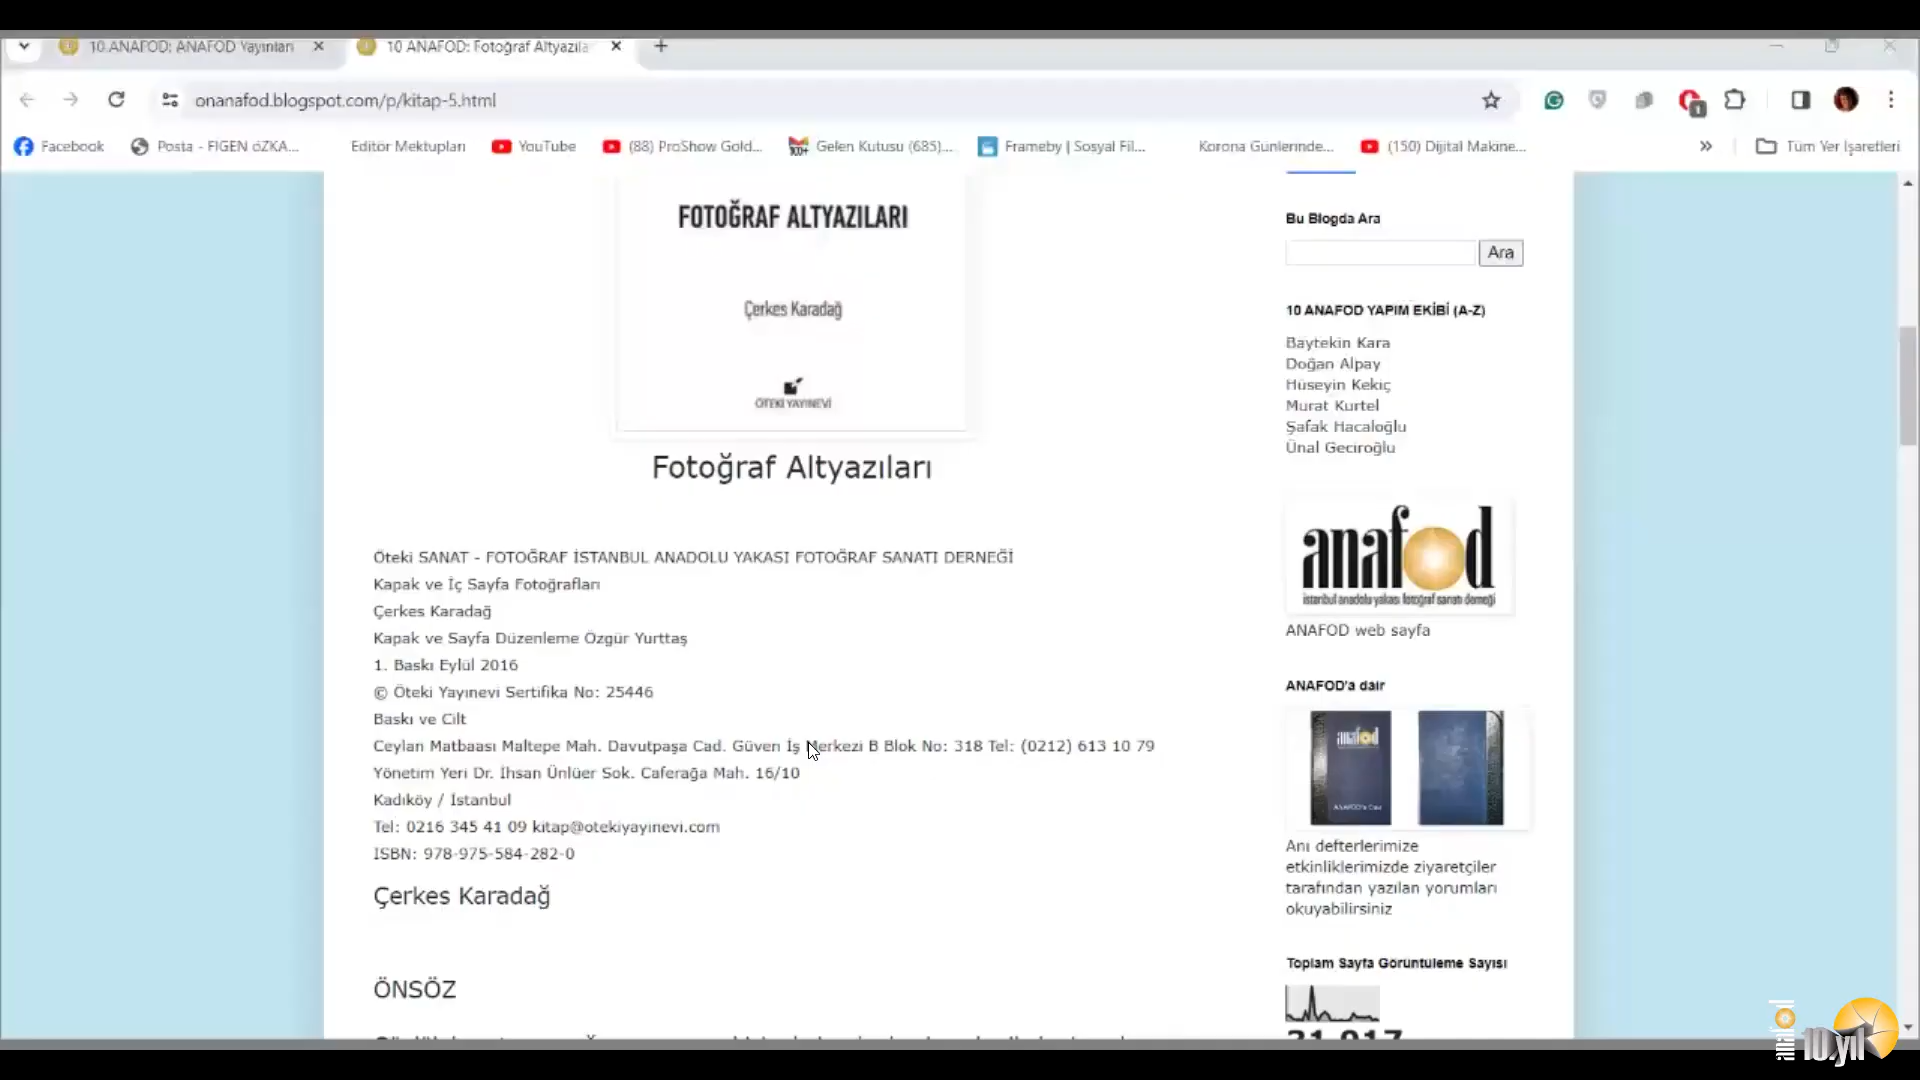 10 ANAFOD: ANAFOD Yayınları
10 ANAFOD: Fotoğraf Altyazıla
onanafod.blogspot.com/p/kitap-5.html
Facebook
Posta - FIGEN öZKA...
Editör Mektupları
YouTube
(88) ProShow Gold...
Gelen Kutusu (685)...
Frameby | Sosyal Fil...
Korona Günlerinde...
(150) Dijital Makine...
Tüm Yer İşaretleri
FOTOĞRAF ALTYAZILARI
Çerkes Karadağ
ÖTEKİ YAYINEVİ
Fotoğraf Altyazıları
Öteki SANAT - FOTOĞRAF İSTANBUL ANADOLU YAKASI FOTOĞRAF SANATI DERNEĞİ
Kapak ve İç Sayfa Fotoğrafları
Çerkes Karadağ
Kapak ve Sayfa Düzenleme Özgür Yurttaş
1. Baskı Eylül 2016
© Öteki Yayınevi Sertifika No: 25446
Baskı ve Cilt
Ceylan Matbaası Maltepe Mah. Davutpaşa Cad. Güven İş Merkezi B Blok No: 318 Tel: (0212) 613 10 79
Yönetim Yeri Dr. İhsan Ünlüer Sok. Caferağa Mah. 16/10
Kadıköy / İstanbul
Tel: 0216 345 41 09 kitap@otekiyayinevi.com
ISBN: 978-975-584-282-0
Çerkes Karadağ
ÖNSÖZ
Bu Blogda Ara
Ara
10 ANAFOD YAPIM EKİBİ (A-Z)
Baytekin Kara
Doğan Alpay
Hüseyin Kekiç
Murat Kurtel
Şafak Hacaloğlu
Ünal Geciroğlu
anafod
istanbul anadolu yakası fotoğraf sanatı derneği
ANAFOD web sayfa
ANAFOD'a dair
anafod
Anı defterlerimize
etkinliklerimizde ziyaretçiler
tarafından yazılan yorumları
okuyabilirsiniz
Toplam Sayfa Görüntüleme Sayısı
anafod
10.yıl